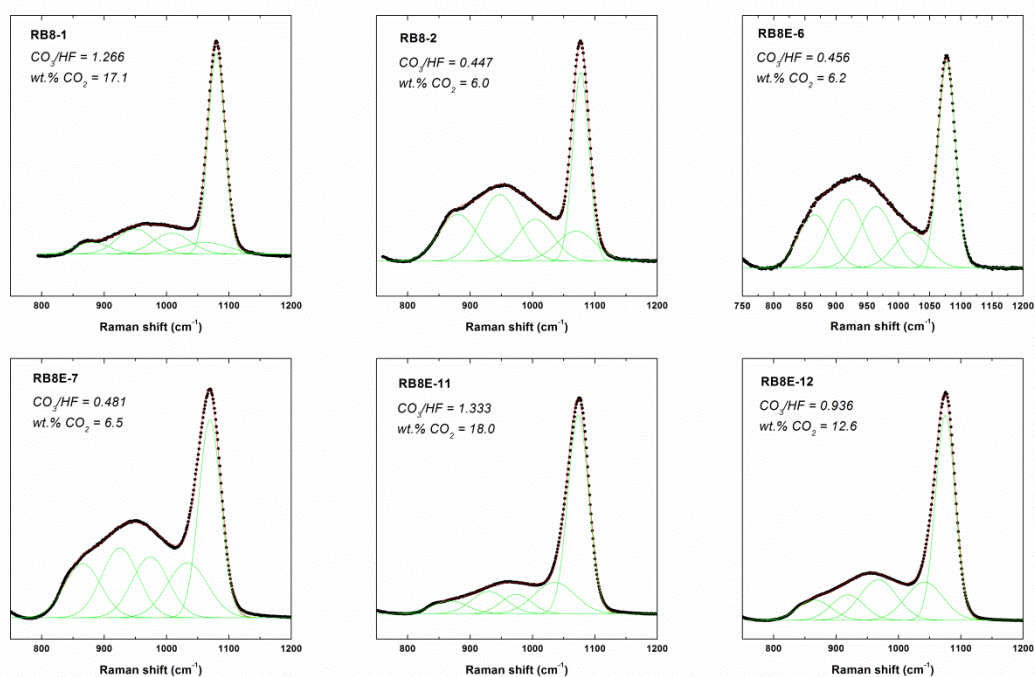 RB8-1
CO3/HF = 1.266
wt.% CO2 = 17.1
800 900 1000 1100 1200
Raman shift (cm-1)
RB8-2
CO3/HF = 0.447
wt.% CO2 = 6.0
800 900 1000 1100 1200
Raman shift (cm-1)
RB8E-6
CO3/HF = 0.456
wt.% CO2 = 6.2
750 800 850 900 950 1000 1050 1100 1150 1200
Raman shift (cm-1)
RB8E-7
CO3/HF = 0.481
wt.% CO2 = 6.5
800 900 1000 1100 1200
Raman shift (cm-1)
RB8E-11
CO3/HF = 1.333
wt.% CO2 = 18.0
800 900 1000 1100 1200
Raman shift (cm-1)
RB8E-12
CO3/HF = 0.936
wt.% CO2 = 12.6
800 900 1000 1100 1200
Raman shift (cm-1)